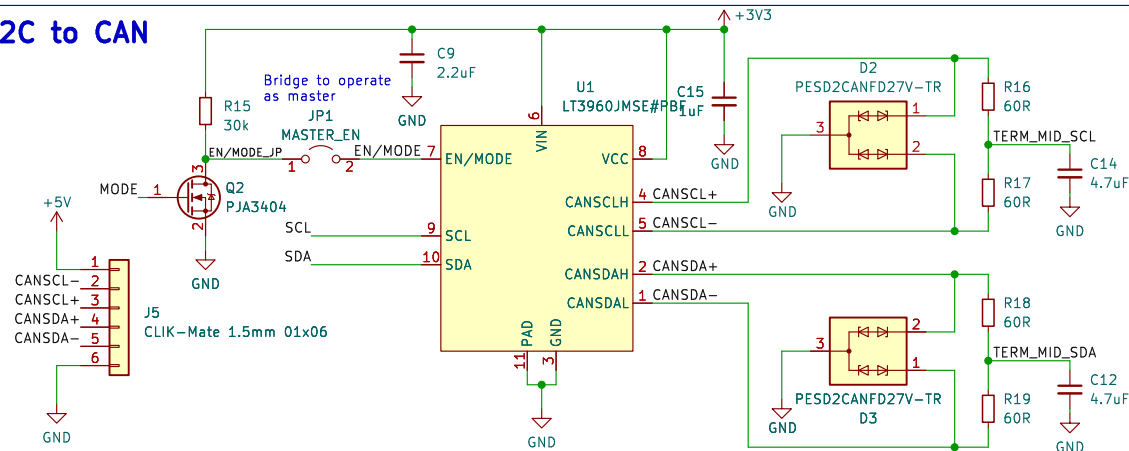 2C to CAN
+3V3
C9
2.2uF
GND
Bridge to operate
as master
JP1
MASTER_EN
R15
30k
EN/MODE_JP
1
2
EN/MODE
7
U1
LT3960JMSE#PBF
6
VIN
EN/MODE
VCC
8
C15
1uF
GND
MODE
1
3
2
Q2
PJA3404
GND
SCL
9
SCL
SDA
10
SDA
CANSCLH
4
CANSCL+
CANSCLL
5
CANSCL-
CANSDAH
2
CANSDA+
CANSDAL
1
CANSDA-
PAD
GND
11
3
GND
+5V
1
CANSCL-
2
CANSCL+
3
CANSDA+
4
CANSDA-
5
6
J5
CLIK-Mate 1.5mm 01x06
GND
D2
PESD2CANFD27V-TR
3
1
2
GND
R16
60R
TERM_MID_SCL
R17
60R
C14
4.7uF
GND
3
2
1
PESD2CANFD27V-TR
D3
GND
R18
60R
TERM_MID_SDA
R19
60R
C12
4.7uF
GND